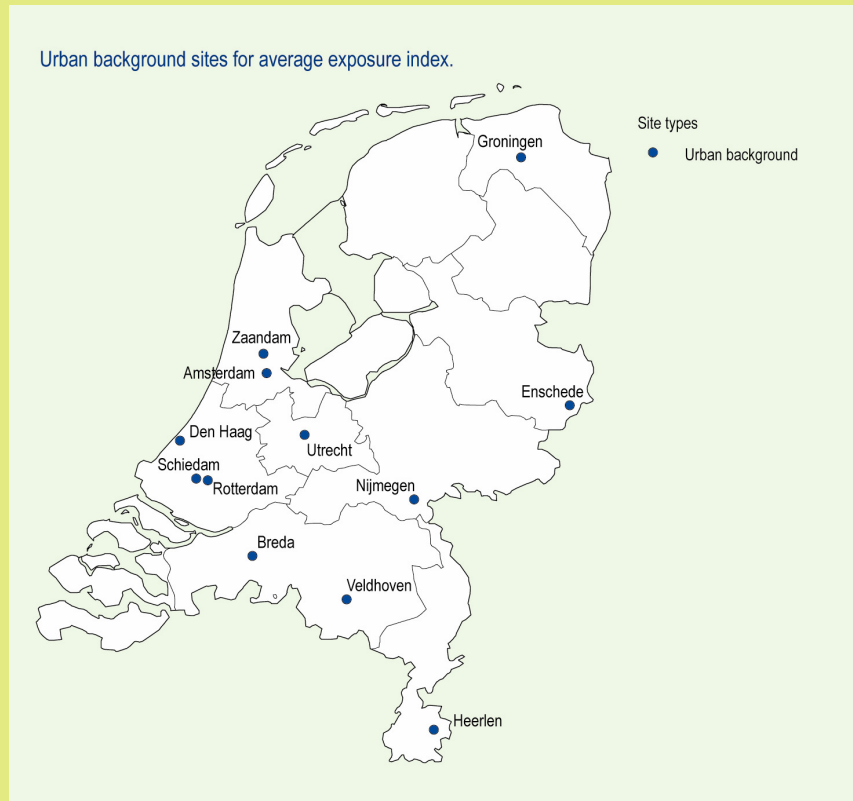 Urban background sites for average exposure index.
Site types
Urban background
Groningen
Zaandam
Amsterdam
Enschede
Den Haag
Utrecht
Schiedam
Rotterdam
Nijmegen
Breda
Veldhoven
Heerlen